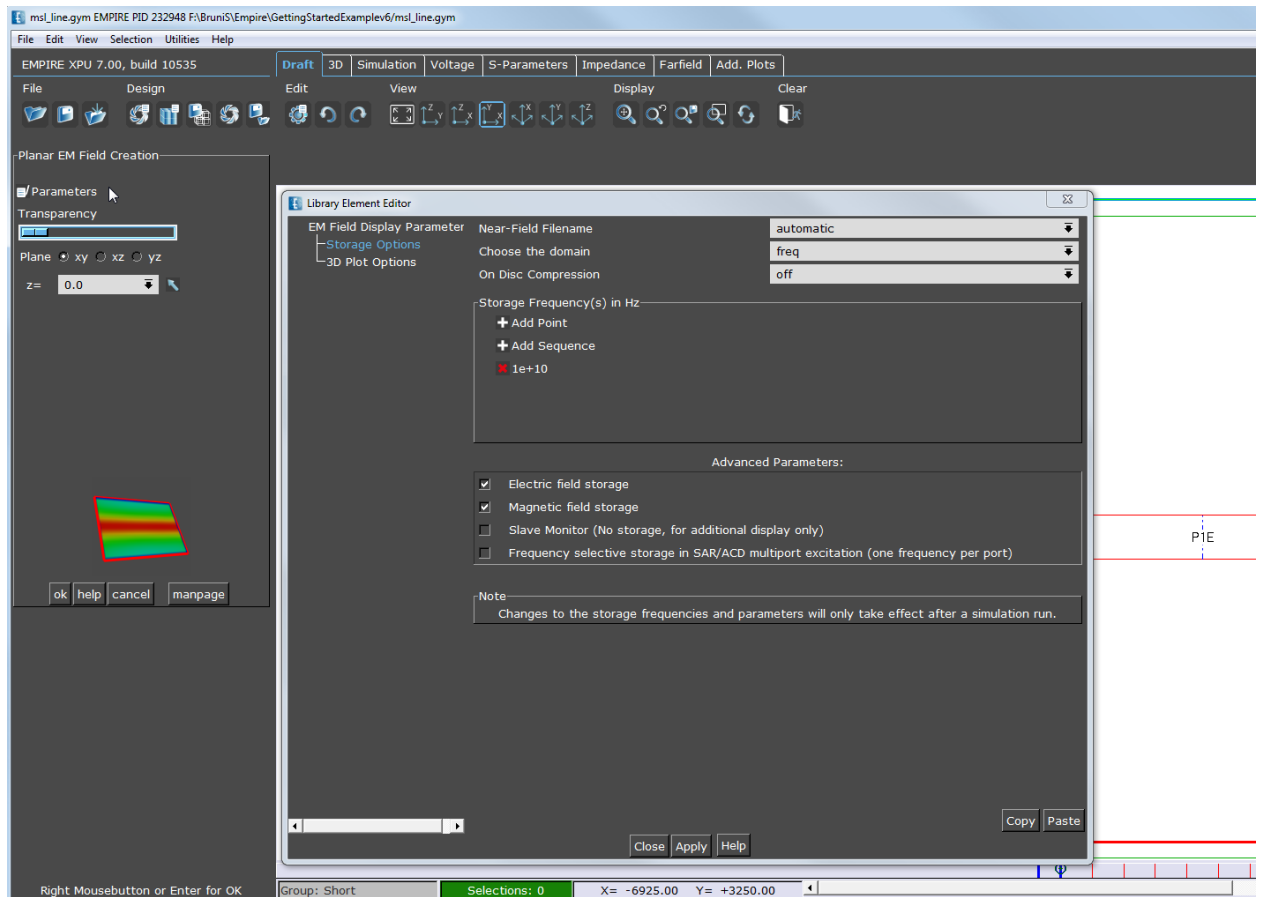 msl_line.gym EMPIRE PID 232948 F:\BruniS\Empire\GettingStartedExamplev6/msl_line.gym
File Edit View Selection Utilities Help
EMPIRE XPU 7.00, build 10535
Draft 3D Simulation Voltage S-Parameters Impedance Farfield Add. Plots
File Design Edit View Display Clear
Planar EM Field Creation
Parameters
Transparency
Plane xy xz yz
z= 0.0
ok help cancel manpage
Right Mousebutton or Enter for OK
Library Element Editor
EM Field Display Parameter
Storage Options
3D Plot Options
Near-Field Filename automatic
Choose the domain freq
On Disc Compression off
Storage Frequency(s) in Hz
Add Point
Add Sequence
1e+10
Advanced Parameters:
Electric field storage
Magnetic field storage
Slave Monitor (No storage, for additional display only)
Frequency selective storage in SAR/ACD multiport excitation (one frequency per port)
Note
Changes to the storage frequencies and parameters will only take effect after a simulation run.
Copy Paste
Close Apply Help
P1E
Group: Short Selections: 0 X= -6925.00 Y= +3250.00